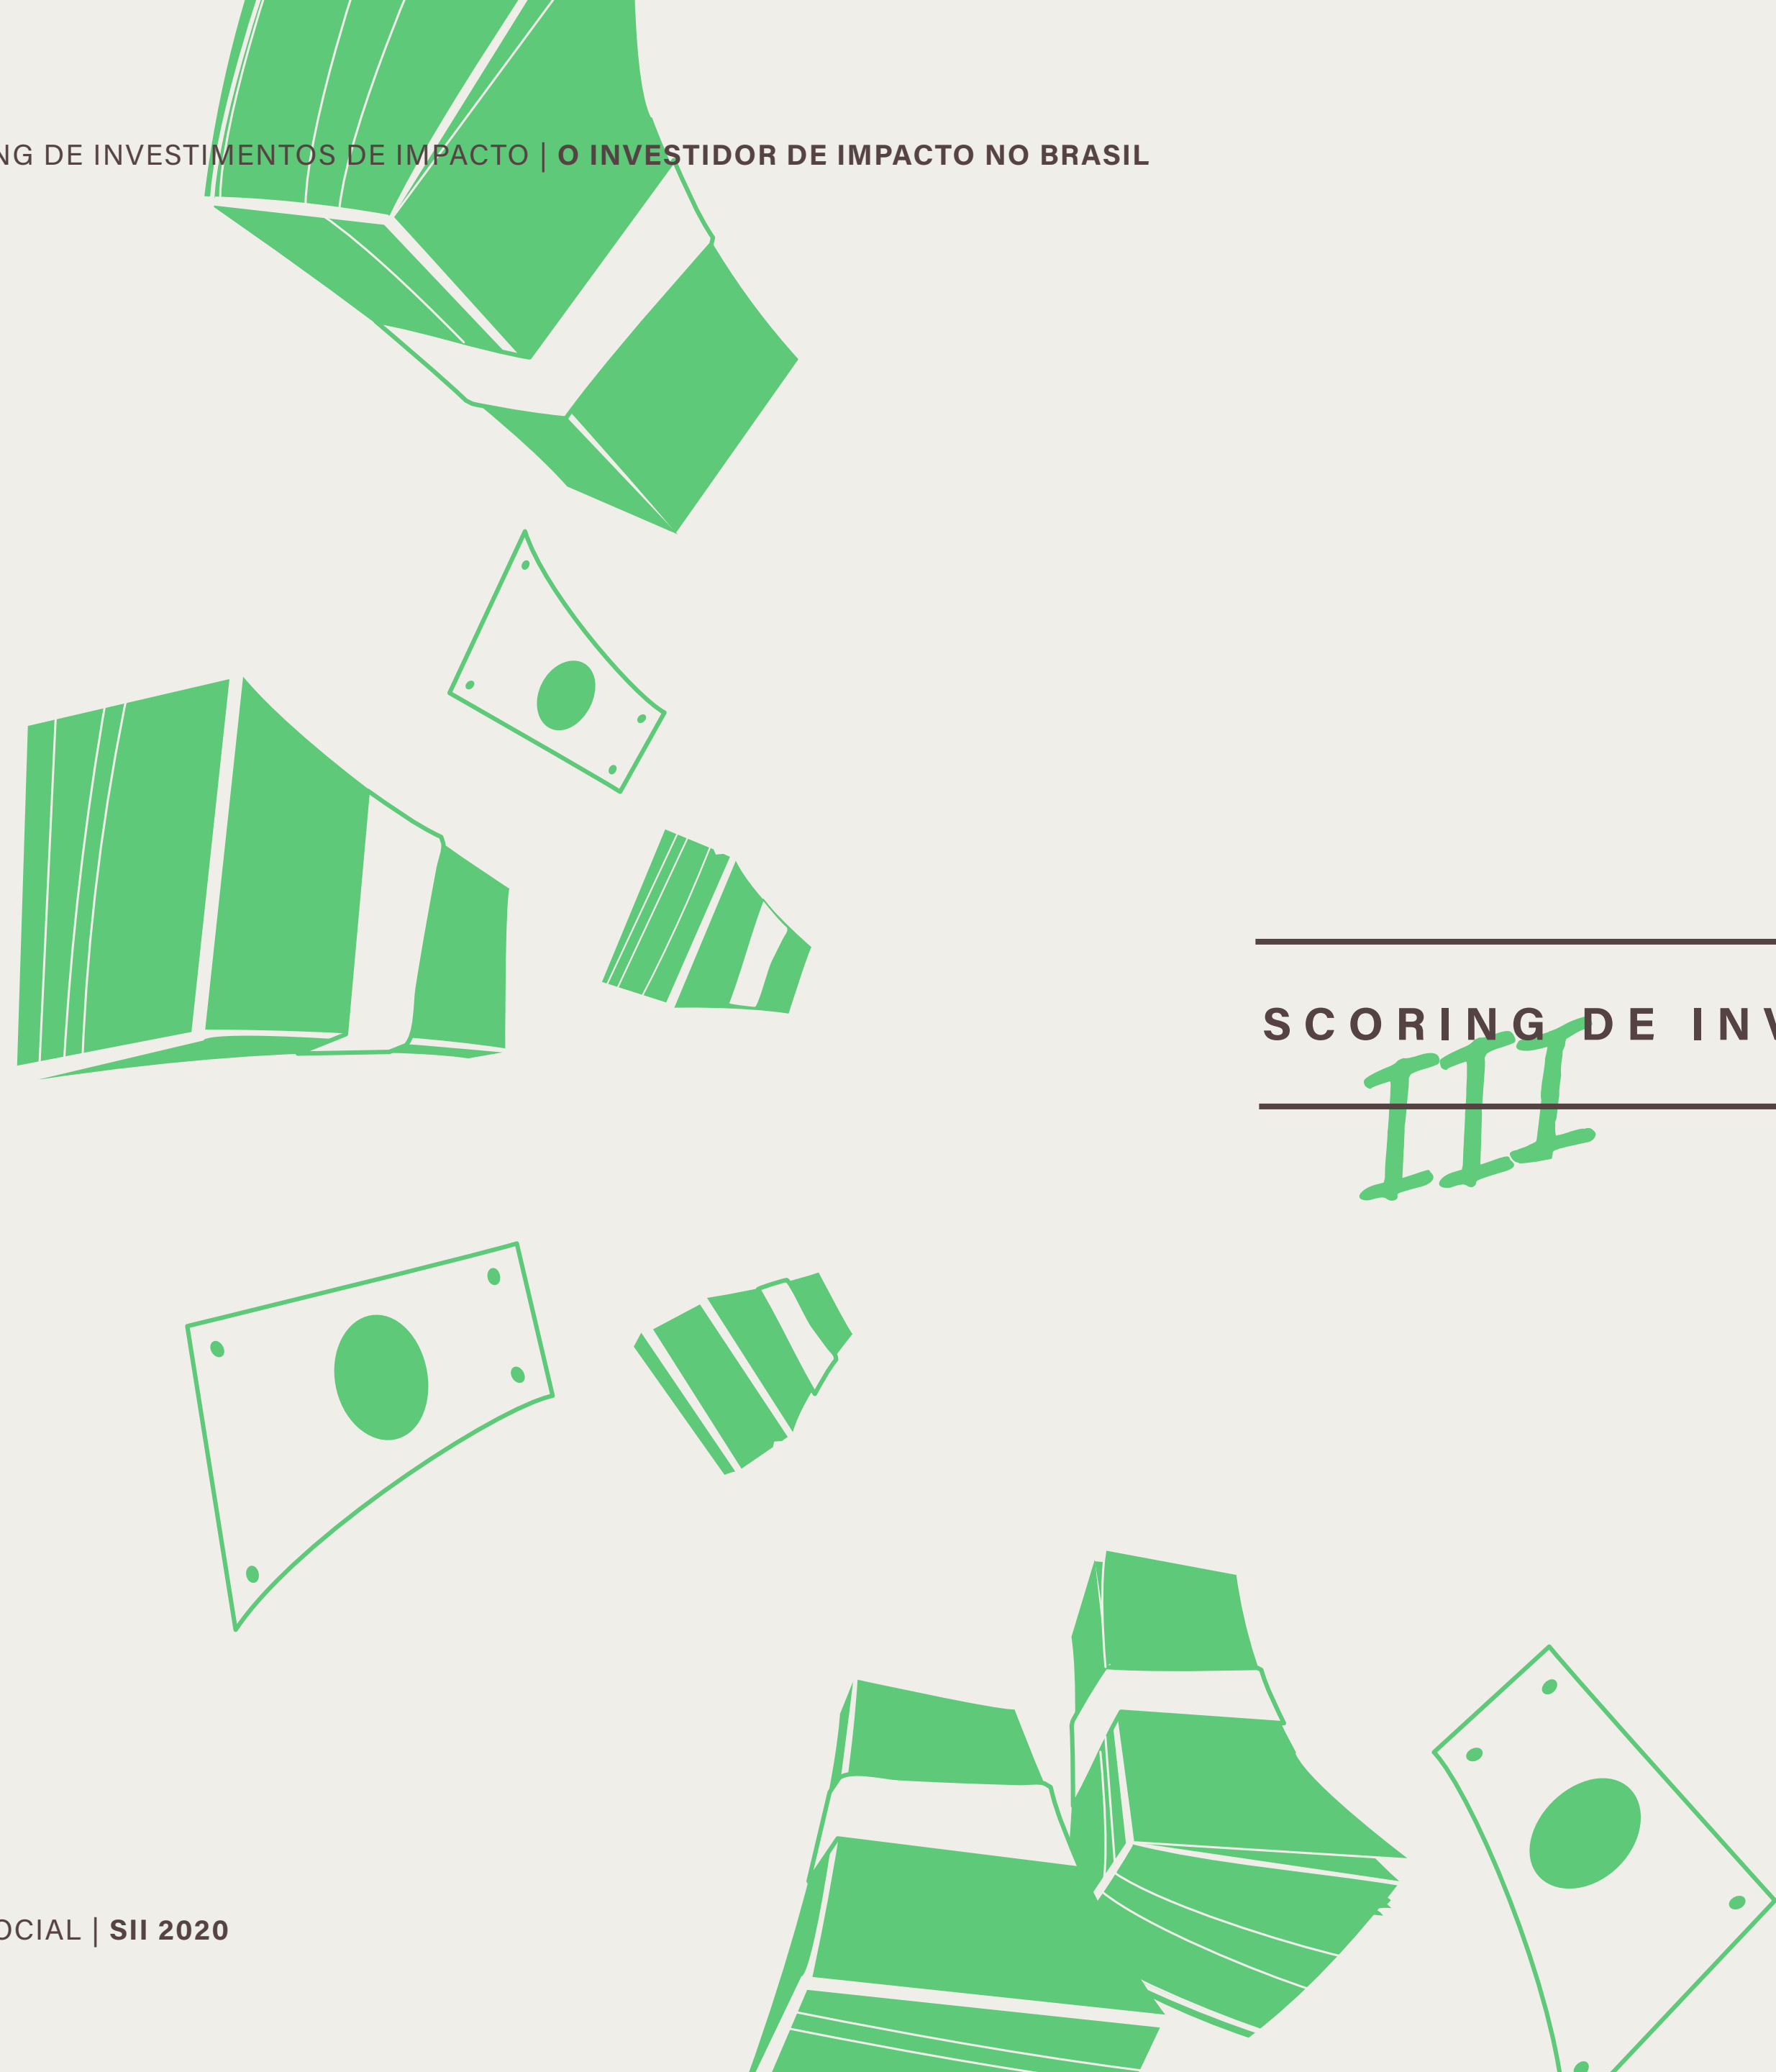 NG DE INVESTIMENTOS DE IMPACTO | O INVESTIDOR DE IMPACTO NO BRASIL
SCORING DE INV
III
OCIAL | SII 2020